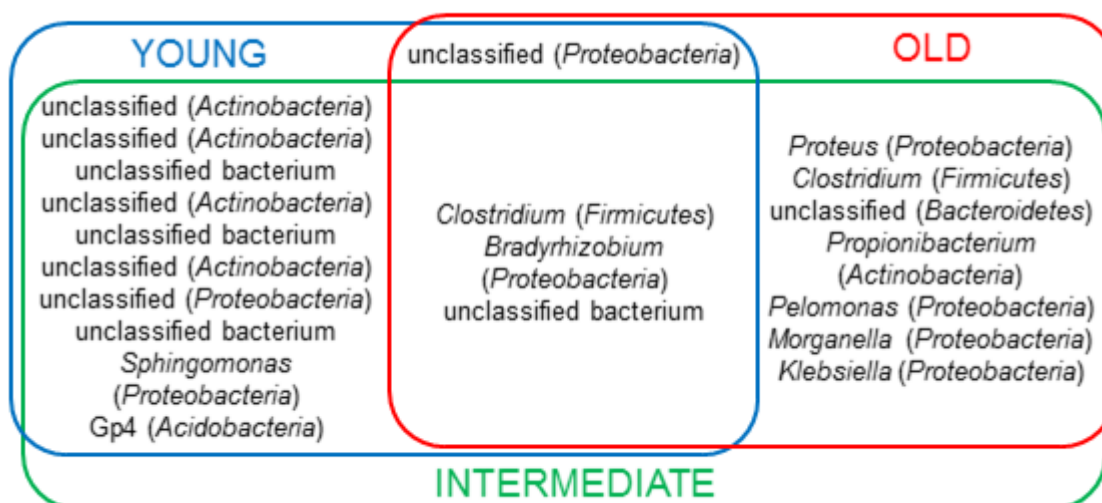 YOUNG
unclassified (Proteobacteria)
OLD
unclassified (Actinobacteria)
unclassified (Actinobacteria)
unclassified bacterium
unclassified (Actinobacteria)
unclassified bacterium
unclassified (Actinobacteria)
unclassified (Proteobacteria)
unclassified bacterium
Sphingomonas
(Proteobacteria)
Gp4 (Acidobacteria)
Clostridium (Firmicutes)
Bradyrhizobium
(Proteobacteria)
unclassified bacterium
Proteus (Proteobacteria)
Clostridium (Firmicutes)
unclassified (Bacteroidetes)
Propionibacterium
(Actinobacteria)
Pelomonas (Proteobacteria)
Morganella (Proteobacteria)
Klebsiella (Proteobacteria)
INTERMEDIATE